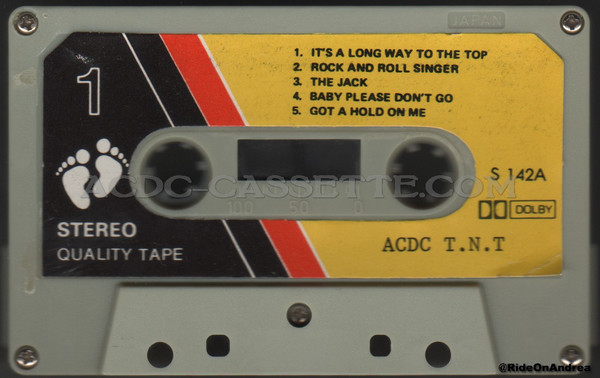 JAPAN
1
1. IT'S A LONG WAY TO THE TOP
2. ROCK AND ROLL SINGER
3. THE JACK
4. BABY PLEASE DON'T GO
5. GOT A HOLD ON ME
ACDC-CASSETTE.COM
S 142A
100 50 0
STEREO
DOLBY
QUALITY TAPE
ACDC T.N.T
@RideOnAndrea